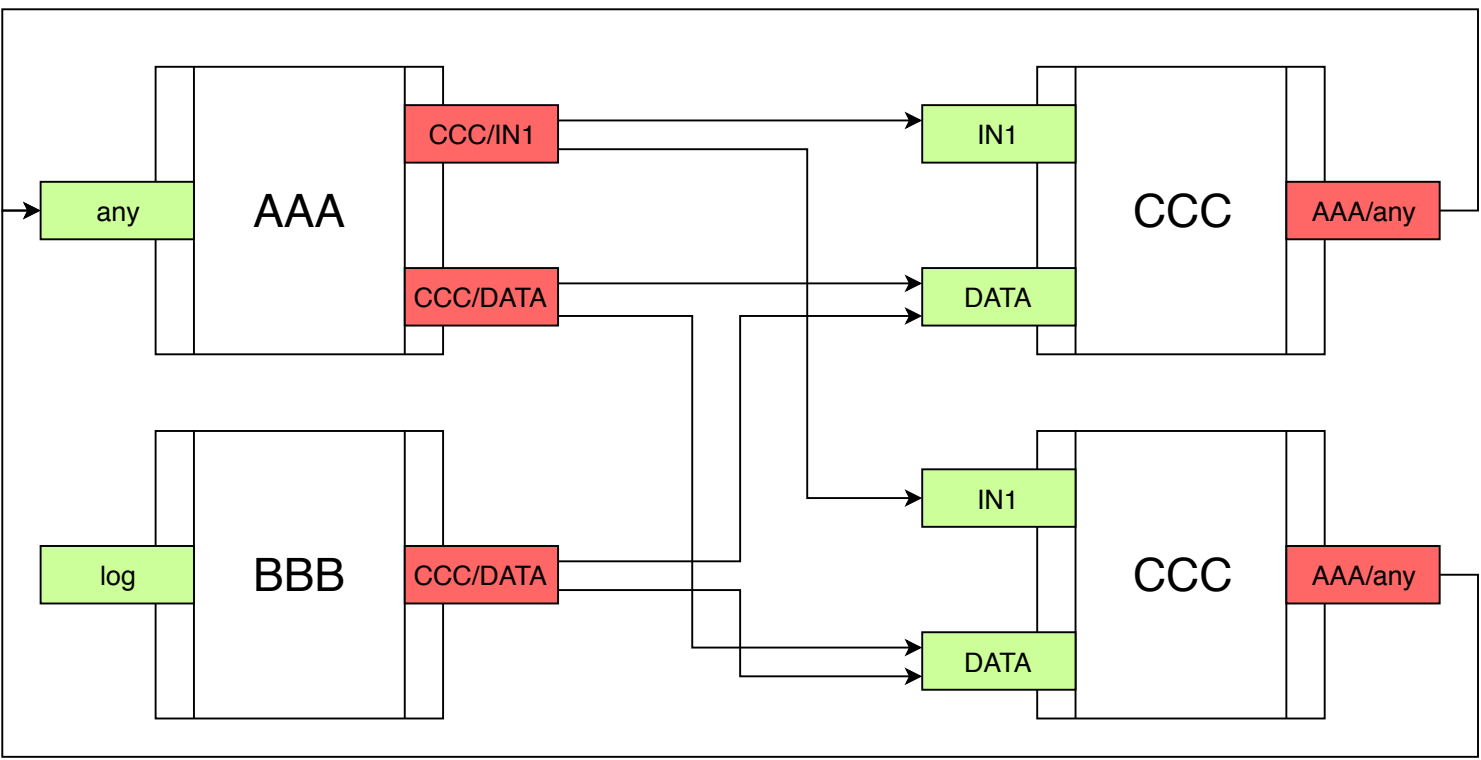 CCC/IN1
any
AAA
CCC/DATA
IN1
CCC
AAA/any
DATA
log
BBB
CCC/DATA
IN1
CCC
AAA/any
DATA